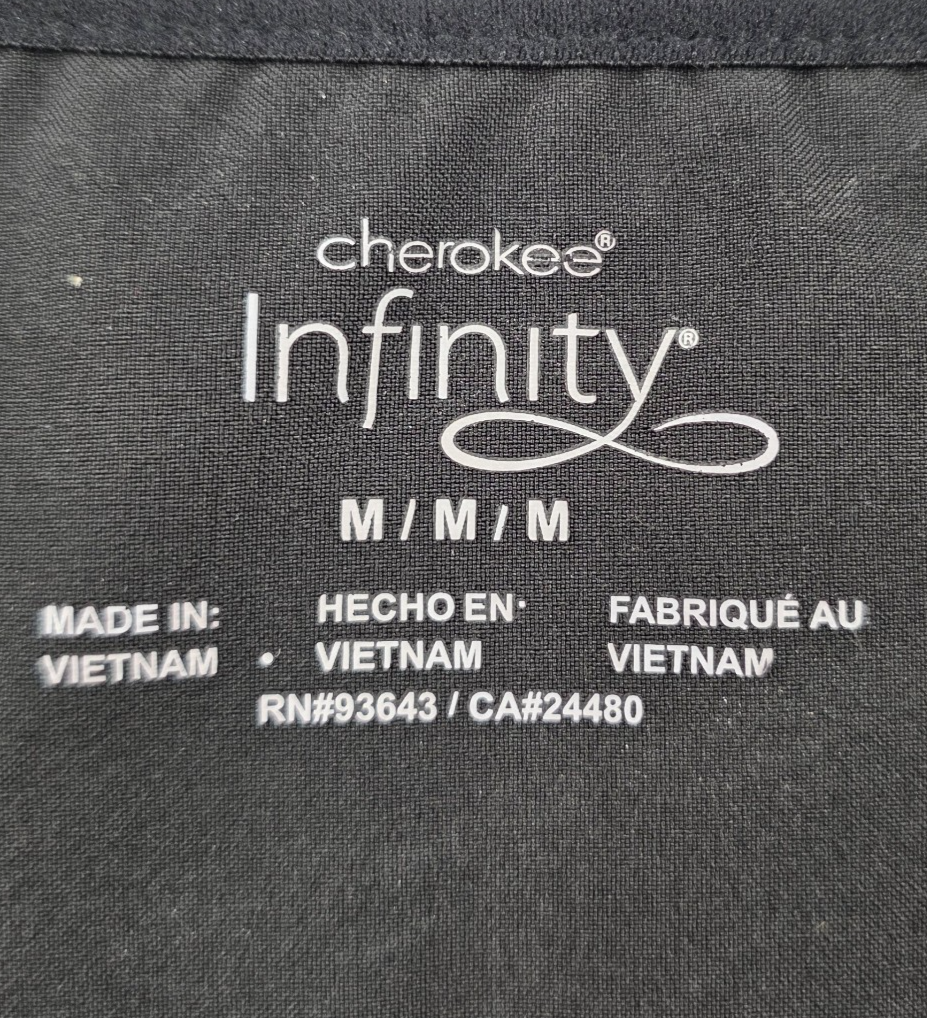 cherokee®
Infinity®
M / M / M
MADE IN:
VIETNAM
HECHO EN·
VIETNAM
FABRIQUÉ AU
VIETNAM
RN#93643 / CA#24480